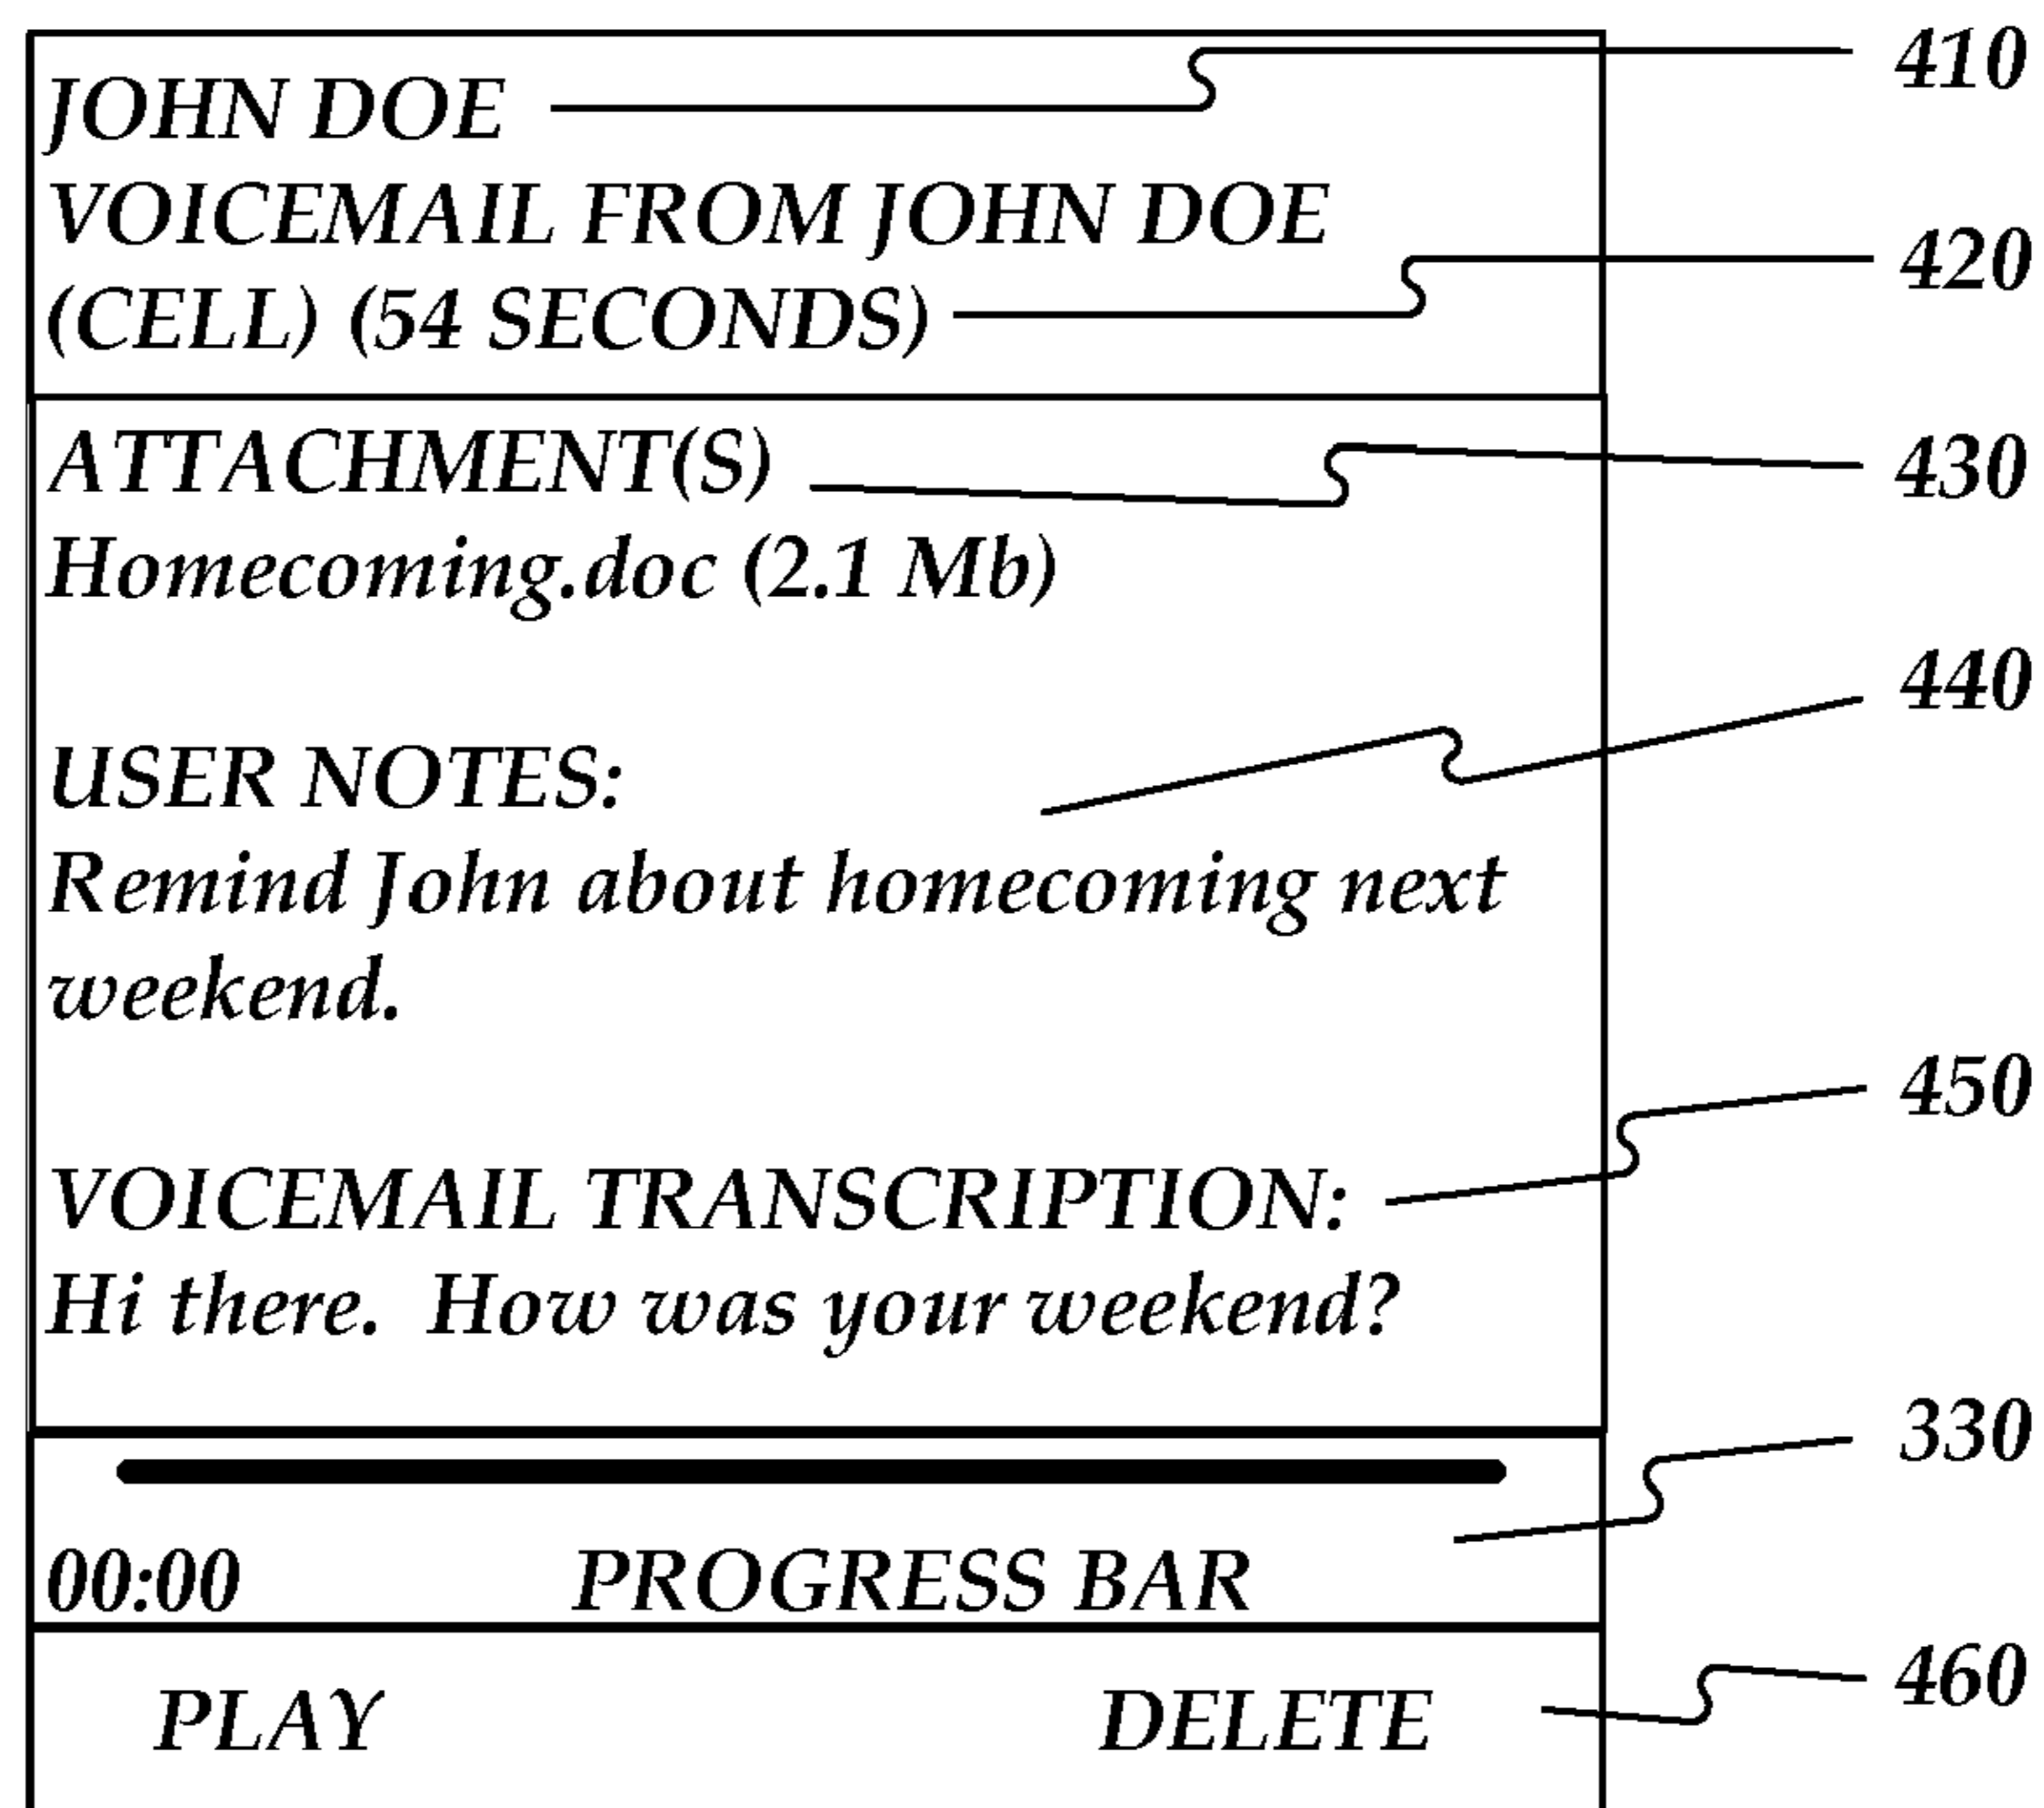 JOHN DOE 410
VOICEMAIL FROM JOHN DOE
(CELL) (54 SECONDS) 420
ATTACHMENT(S) 430
Homecoming.doc (2.1 Mb)
440
USER NOTES:
Remind John about homecoming next
weekend.
450
VOICEMAIL TRANSCRIPTION:
Hi there.  How was your weekend?
330
00:00 PROGRESS BAR
PLAY DELETE 460